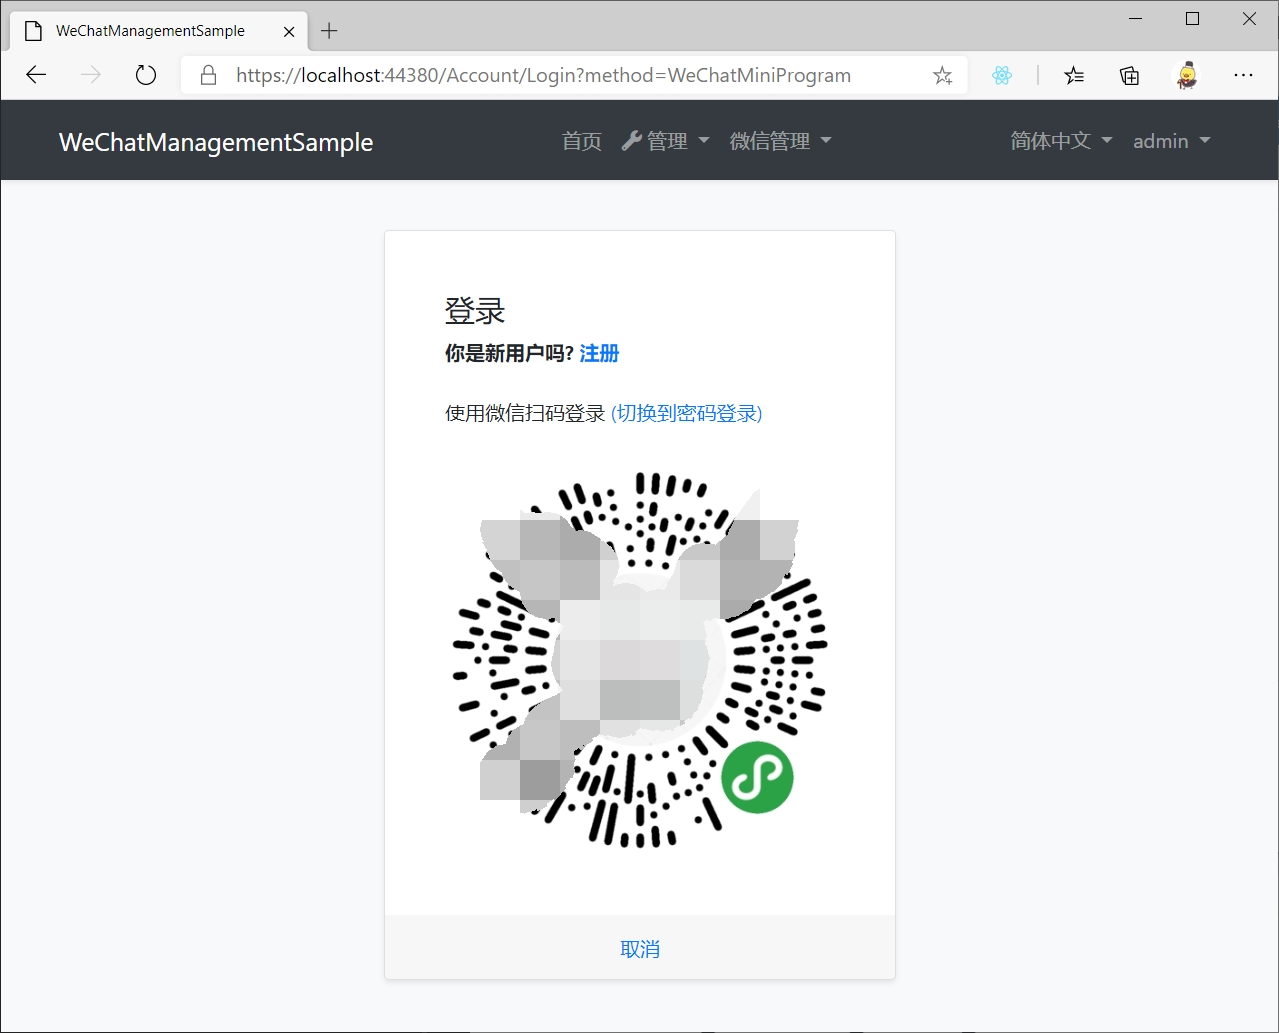 WeChatManagementSample
https://localhost:44380/Account/Login?method=WeChatMiniProgram
WeChatManagementSample 首页 管理 微信管理 简体中文 admin
登录
你是新用户吗? 注册
使用微信扫码登录 (切换到密码登录)
取消